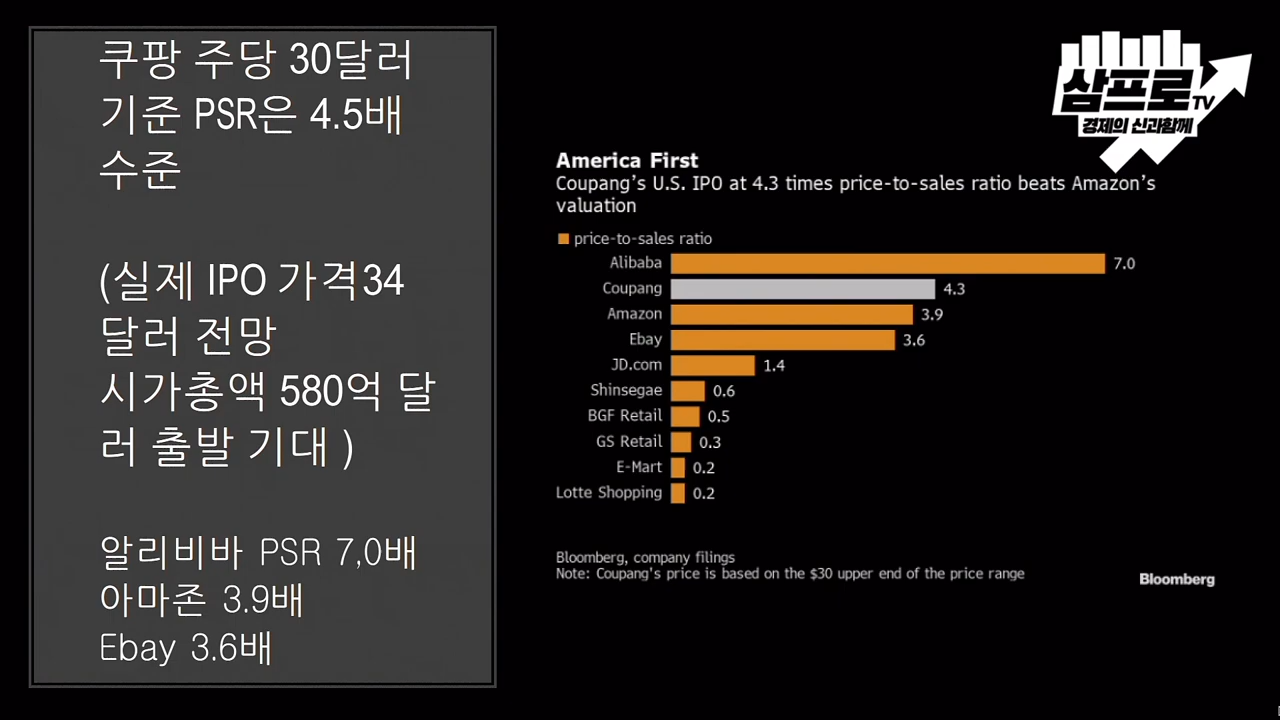 쿠팡 주당 30달러
기준 PSR은 4.5배
수준
(실제 IPO 가격34
달러 전망
시가총액 580억 달
러 출발 기대 )
알리비바 PSR 7,0배
아마존 3.9배
Ebay 3.6배
삼프로TV
경제의 신과함께
America First
Coupang's U.S. IPO at 4.3 times price-to-sales ratio beats Amazon's
valuation
price-to-sales ratio
Alibaba 7.0
Coupang 4.3
Amazon 3.9
Ebay 3.6
JD.com 1.4
Shinsegae 0.6
BGF Retail 0.5
GS Retail 0.3
E-Mart 0.2
Lotte Shopping 0.2
Bloomberg, company filings
Note: Coupang's price is based on the $30 upper end of the price range
Bloomberg